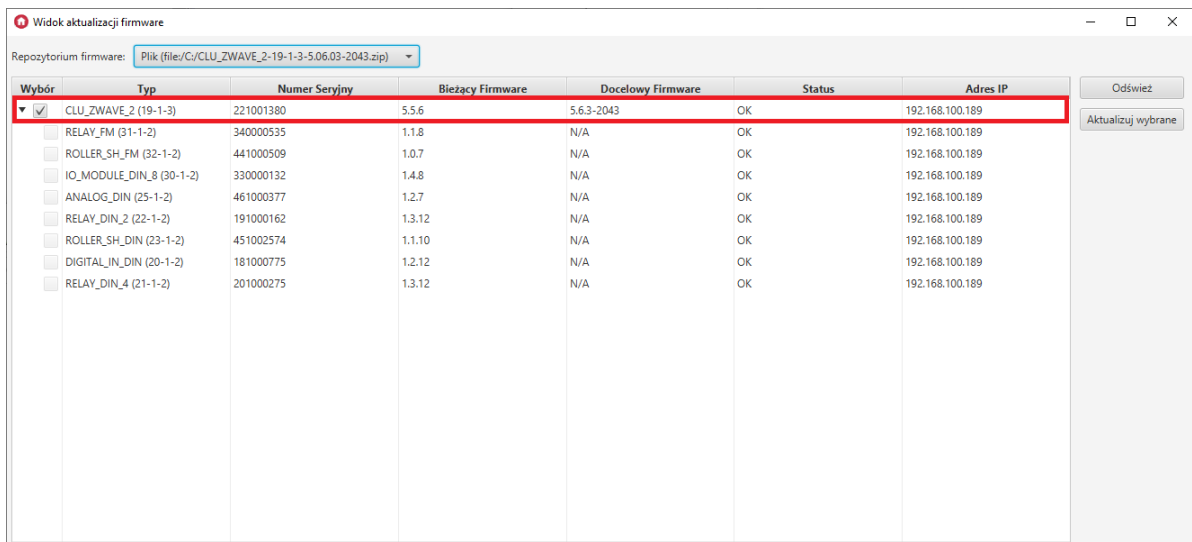 Widok aktualizacji firmware
Repozytorium firmware: Plik (file:/C:/CLU_ZWAVE_2-19-1-3-5.06.03-2043.zip)
Wybór Typ Numer Seryjny Bieżący Firmware Docelowy Firmware Status Adres IP Odśwież
CLU_ZWAVE_2 (19-1-3) 221001380 5.5.6 5.6.3-2043 OK 192.168.100.189
Aktualizuj wybrane
RELAY_FM (31-1-2) 340000535 1.1.8 N/A OK 192.168.100.189
ROLLER_SH_FM (32-1-2) 441000509 1.0.7 N/A OK 192.168.100.189
IO_MODULE_DIN_8 (30-1-2) 330000132 1.4.8 N/A OK 192.168.100.189
ANALOG_DIN (25-1-2) 461000377 1.2.7 N/A OK 192.168.100.189
RELAY_DIN_2 (22-1-2) 191000162 1.3.12 N/A OK 192.168.100.189
ROLLER_SH_DIN (23-1-2) 451002574 1.1.10 N/A OK 192.168.100.189
DIGITAL_IN_DIN (20-1-2) 181000775 1.2.12 N/A OK 192.168.100.189
RELAY_DIN_4 (21-1-2) 201000275 1.3.12 N/A OK 192.168.100.189